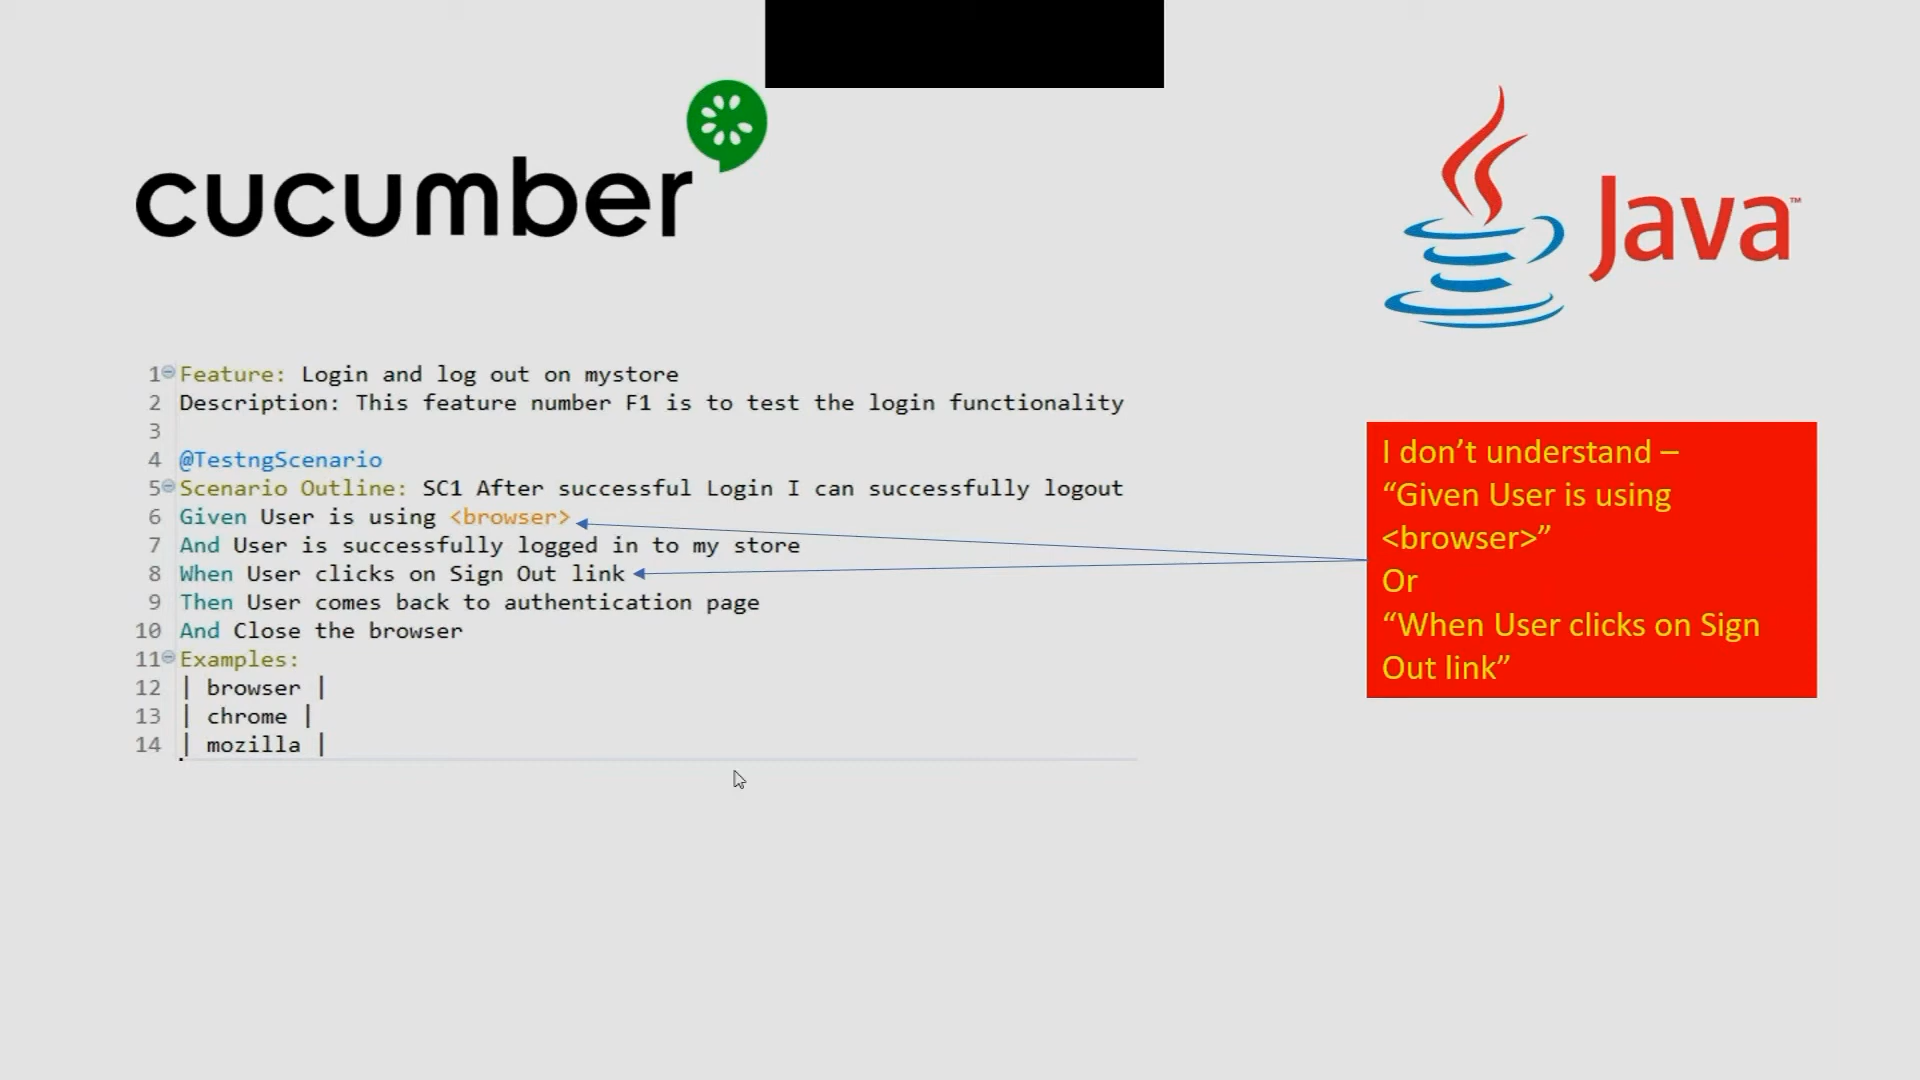 cucumber
Java™
1 Feature: Login and log out on mystore
2 Description: This feature number F1 is to test the login functionality
3
4 @TestngScenario
5 Scenario Outline: SC1 After successful Login I can successfully logout
6 Given User is using <browser>
7 And User is successfully logged in to my store
8 When User clicks on Sign Out link
9 Then User comes back to authentication page
10 And Close the browser
11 Examples:
12 | browser |
13 | chrome |
14 | mozilla |
I don’t understand –
“Given User is using
<browser>”
Or
“When User clicks on Sign
Out link”